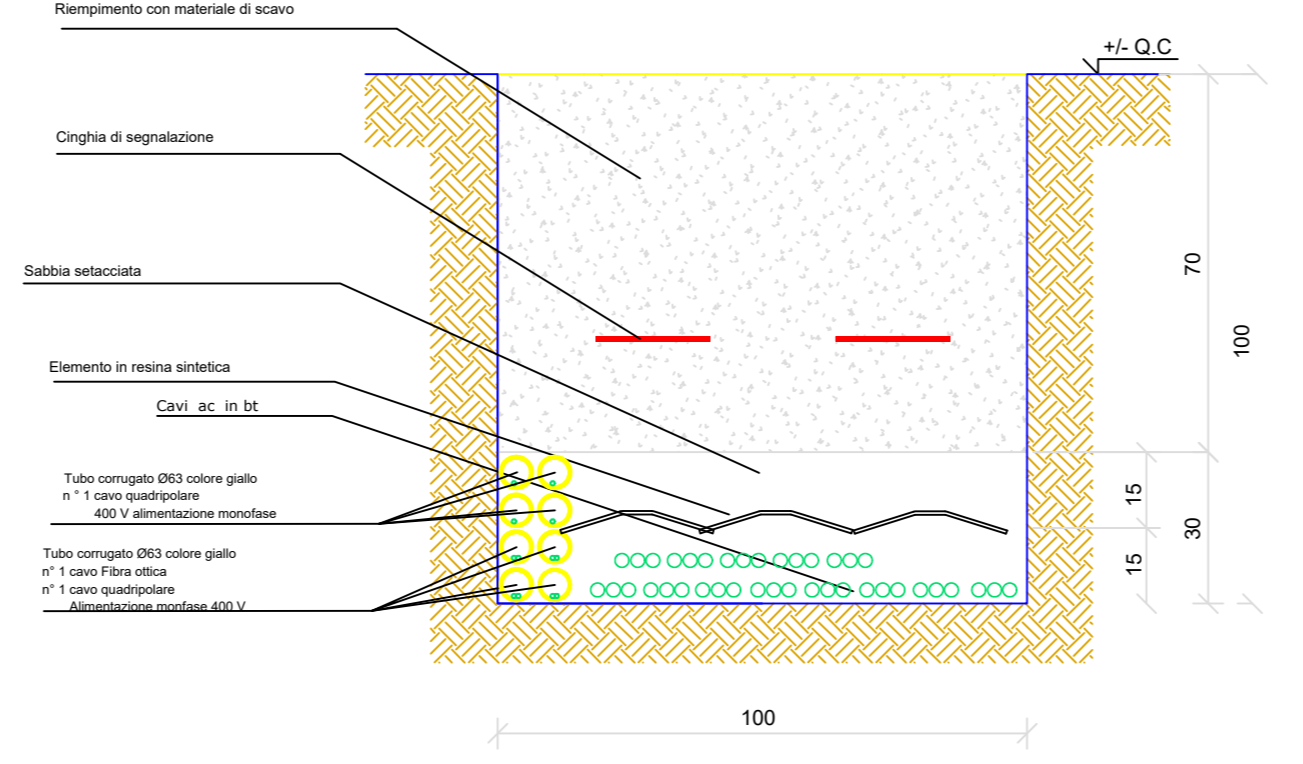 Riempimento con materiale di scavo
+/- Q.C
Cinghia di segnalazione
Sabbia setacciata
70
100
Elemento in resina sintetica
Cavi ac in bt
Tubo corrugato Ø63 colore giallo
n ° 1 cavo quadripolare
400 V alimentazione monofase
15
30
15
Tubo corrugato Ø63 colore giallo
n° 1 cavo Fibra ottica
n° 1 cavo quadripolare
Alimentazione monfase 400 V
100